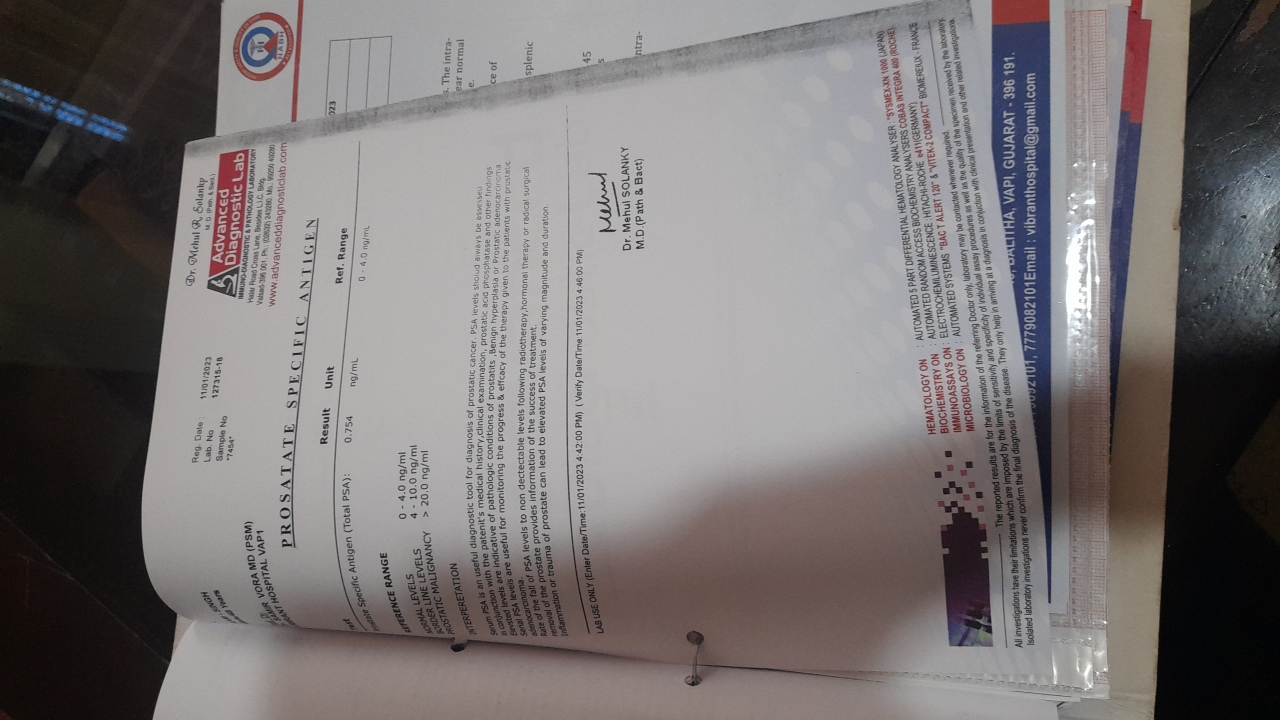 Dr. Mehul R. Solanky
M.D. (Path & Bact.)
Advanced
Diagnostic Lab
IMMUNO-DIAGNOSTIC & PATHOLOGY LABORATORY
Halar Road Cross Lane, Besides L.I.C. Bldg.
Valsad-396 001. Ph.: (02632) 243280, Mo.: 99250 40280
www.advanceddiagnosticlab.com
Reg. Date : 11/01/2023
Lab. No 127315-18
Sample No
"7454"
SINGH
Years
VORA MD (PSM)
HOSPITAL VAP1
PROSATATE SPECIFIC ANTIGEN
Result Unit Ref. Range
Specific Antigen (Total PSA): 0.754 ng/mL 0 - 4.0 ng/mL
REFERENCE RANGE
NORMAL LEVELS 0 - 4.0 ng/ml
BORDER LINE LEVELS 4 - 10.0 ng/ml
PROSTATIC MALIGNANCY > 20.0 ng/ml
INTERPERETATION
Serum PSA is an useful diagnostic tool for diagnosis of prostatic cancer. PSA levels sholud always be assessed
in conjunction with the patenit's medical history,clinical examination, prostatic acid phosphatase and other findings
Elevsted levels are indicative of pathologic conditions of prostatits ,Benign hyperplasia or Prostatic adenocarcinoma
Serial PSA levels are useful for monitoring the progress & effcacy of the therapy given to the patients with prostatic
adenocarcinoma.
Rate of the fall of PSA levels to non dectectable levels following radiotherapy,hormonal therapy or radical surgical
removal of the prostate provides information of the success of treatment.
Inflammation or trauma of prostate can lead to elevated PSA levels of varying magnitude and duration.
LAB USE ONLY (Enter Date/Time:11/01/2023 4:42:00 PM) ( Verify Date/Time:11/01/2023 4:46:00 PM)
Mehul
Dr. Mehul SOLANKY
M.D.(Path & Bact)
HEMATOLOGY ON : AUTOMATED 5 PART DIFFERENTIAL HEMATOLOGY ANALYSER : "SYSMEX-XN 1000 (JAPAN)
BIOCHEMISTRY ON : AUTOMATED RANDOM ACCESS BIOCHEMISTRY ANALYSERS COBAS INTEGRA 400 (ROCHE)
IMMUNOASSAYS ON : ELECTROCHEMILUMINESCENCE : HITACHI-ROCHE e411(GERMANY)
MICROBIOLOGY ON : AUTOMATED SYSTEMS "BAC T ALERT 120" & "VITEK-2 COMPACT" BIOMEREIUX - FRANCE
The reported results are for the information of the referring Doctor only, laboratory may be contacted whenever required.
All investigations have their limitations which are imposed by the limits of sensitivity and specificity of individual assay procedures as well as the quality of the specimen received by the laboratory.
Isolated laboratory investigations never confirm the final diagnosis of the disease. They only help in arriving at a diagnosis in conjuction with clinical presentation and other related investigations.
NABH
023
s. The intra-
ear normal
e.
ce of
splenic
45
s
ntra-
BALITHA, VAPI, GUJARAT - 396 191.
7779082101Email : vibranthospital@gmail.com